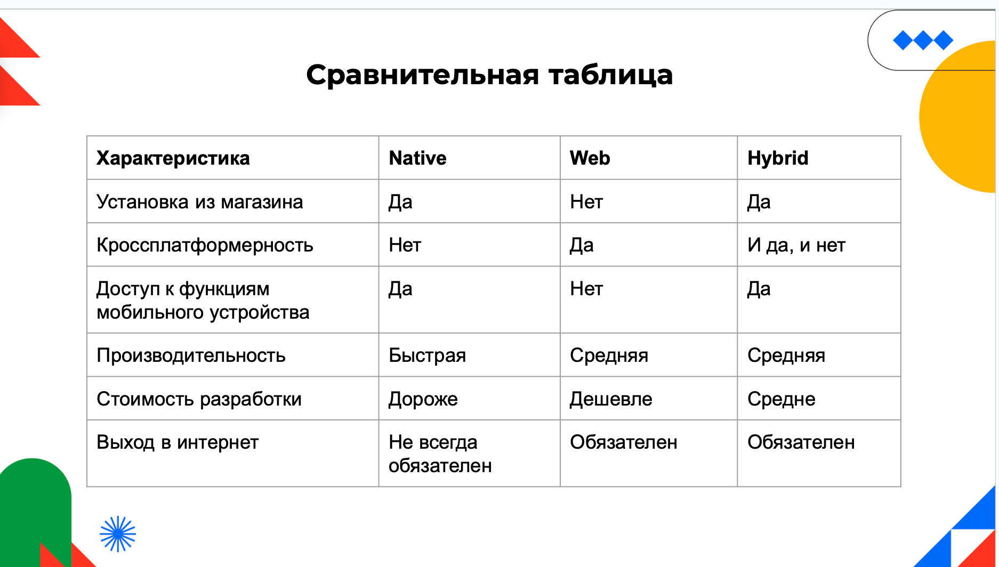 Сравнительная таблица
Характеристика Native Web Hybrid
Установка из магазина Да Нет Да
Кроссплатформерность Нет Да И да, и нет
Доступ к функциям Да Нет Да
мобильного устройства
Производительность Быстрая Средняя Средняя
Стоимость разработки Дороже Дешевле Средне
Выход в интернет Не всегда Обязателен Обязателен
обязателен